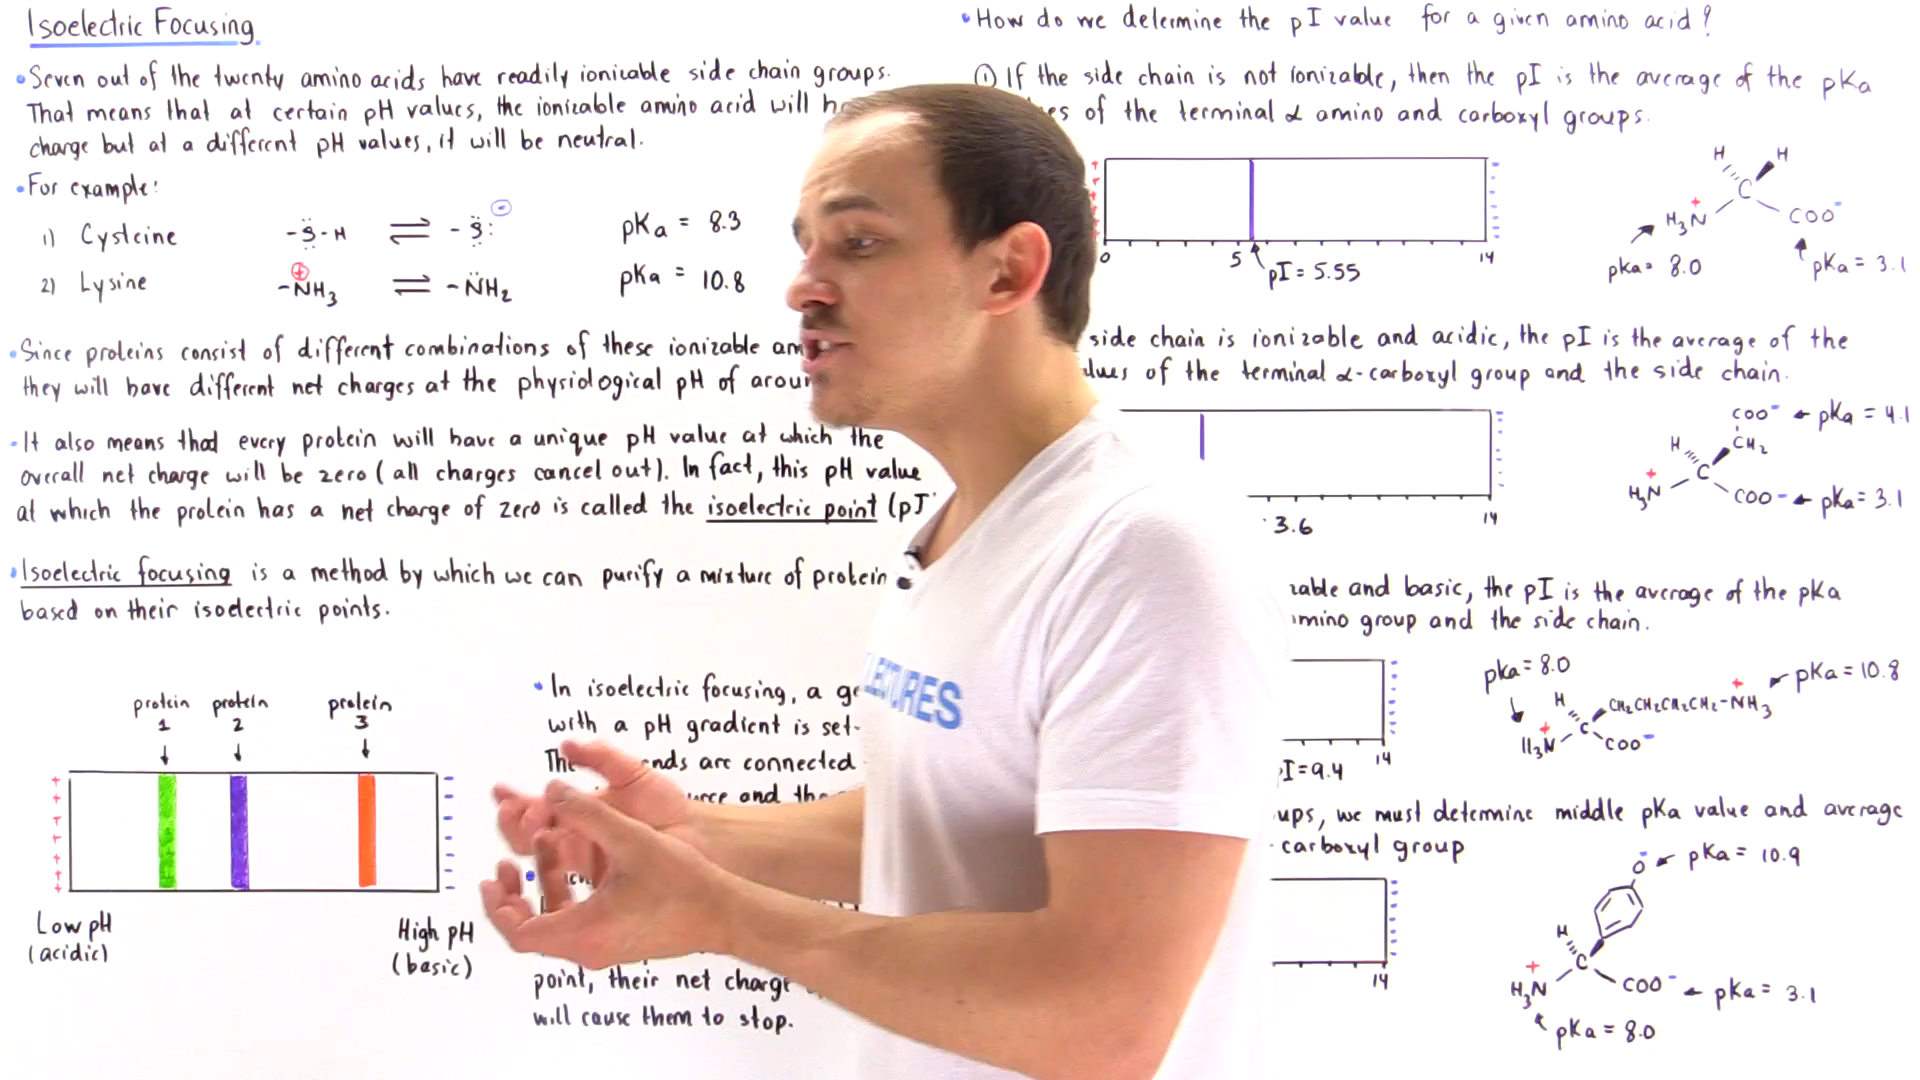 Isoelectric Focusing
• Seven out of the twenty amino acids have readily ionizable side chain groups.
That means that at certain pH values, the ionizable amino acid will
charge but at a different pH values, it will be neutral.
• For example:
1) Cysteine -S-H ⇌ -S: - pKa = 8.3
2) Lysine + -NH3 ⇌ -NH2 pKa = 10.8
• Since proteins consist of different combinations of these ionizable
they will have different net charges at the physiological pH of
• It also means that every protein will have a unique pH value at which the
overall net charge will be zero (all charges cancel out). In fact, this pH value
at which the protein has a net charge of zero is called the isoelectric point (pI
• Isoelectric focusing is a method by which we can purify a mixture of protein
based on their isoelectric points.
protein 1
protein 2
protein 3
Low pH
(acidic)
High pH
(basic)
• In isoelectric focusing, a
with a pH gradient is set-
are connected
and
point, their net charge
will cause them to stop.
LECTURES
• How do we determine the pI value for a given amino acid?
① If the side chain is not ionizable, then the pI is the average of the pKa
of the terminal α amino and carboxyl groups.
0 5 14
pI = 5.55
H H
C
H3N + COO-
pKa = 8.0
pKa = 3.1
side chain is ionizable and acidic, the pI is the average of the
of the terminal α-carboxyl group and the side chain.
14
3.6
COO- ← pKa = 4.1
CH2
H
C
H3N + COO- ← pKa = 3.1
and basic, the pI is the average of the pKa
group and the side chain.
14
pI = 9.4
pKa = 8.0
pKa = 10.8
H CH2CH2CH2CH2-NH3 +
C
H3N + COO-
we must determine middle pKa value and average
carboxyl group
14
O- pKa = 10.9
H
C
H3N + COO- ← pKa = 3.1
pKa = 8.0